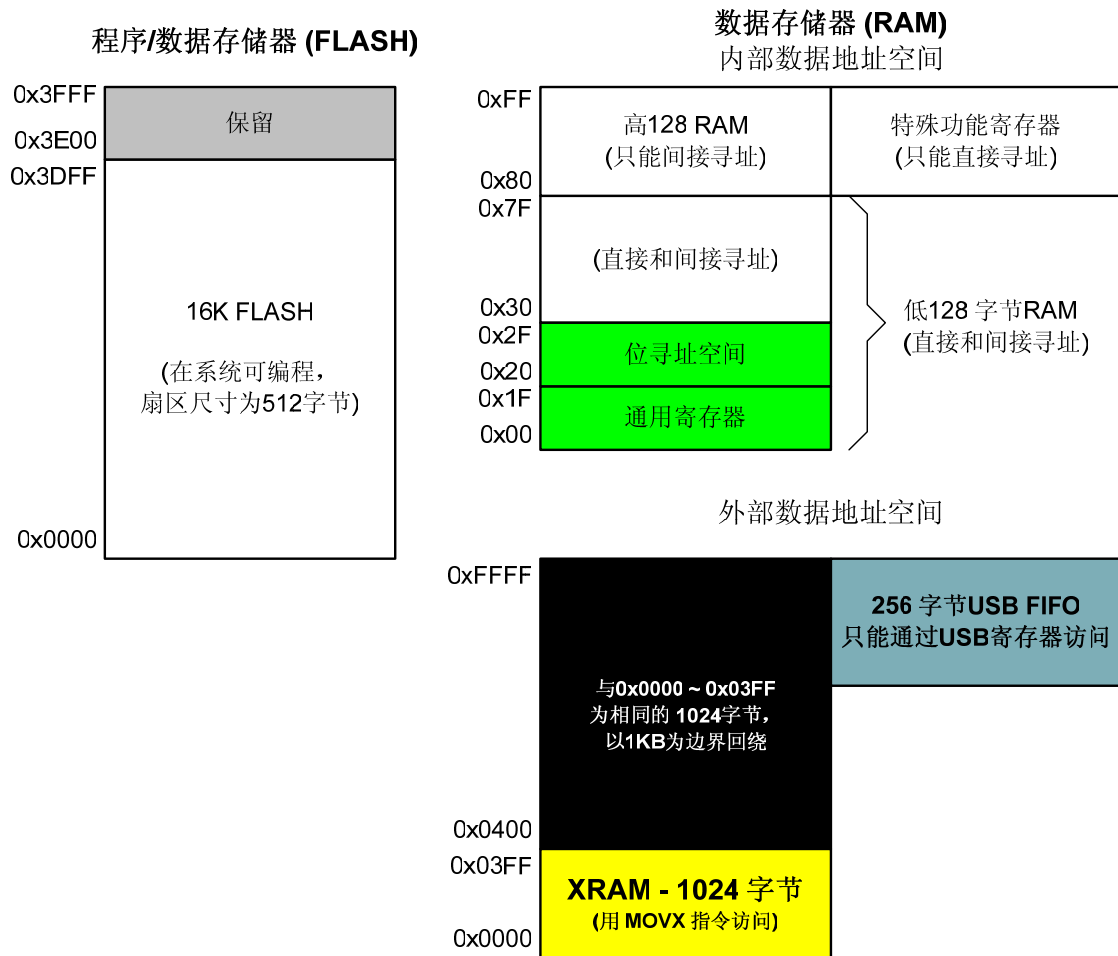 程序/数据存储器 (FLASH)
0x3FFF
保留
0x3E00
0x3DFF
16K FLASH
(在系统可编程，
扇区尺寸为512字节)
0x0000
数据存储器 (RAM)
内部数据地址空间
0xFF
高128 RAM
(只能间接寻址)
特殊功能寄存器
(只能直接寻址)
0x80
0x7F
(直接和间接寻址)
0x30
0x2F
位寻址空间
0x20
0x1F
通用寄存器
0x00
低128 字节RAM
(直接和间接寻址)
外部数据地址空间
0xFFFF
与0x0000 ~ 0x03FF
为相同的 1024字节，
以1KB为边界回绕
256 字节USB FIFO
只能通过USB寄存器访问
0x0400
0x03FF
XRAM - 1024 字节
(用 MOVX 指令访问)
0x0000